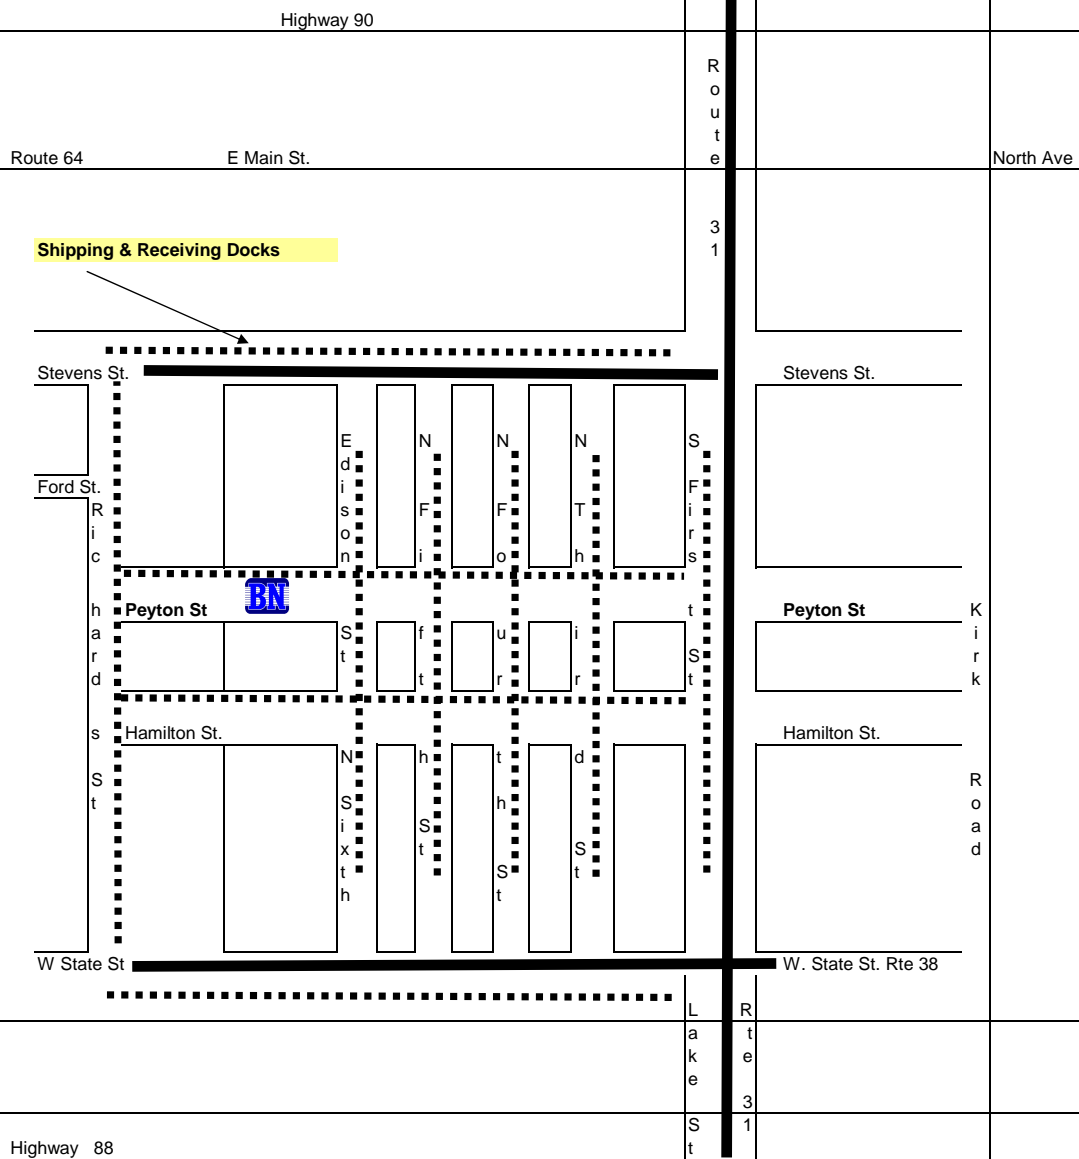 Highway 90
Route 31
Route 64
E Main St.
North Ave
Shipping & Receiving Docks
Stevens St.
Stevens St.
Edison St
N Fifth St
N Fourth St
N Third St
S First St
Ford St.
Richards St
BN
Peyton St
Peyton St
Kirk Road
Hamilton St.
Hamilton St.
N Sixth
W State St
W. State St. Rte 38
Lake St
Rte 31
Highway 88